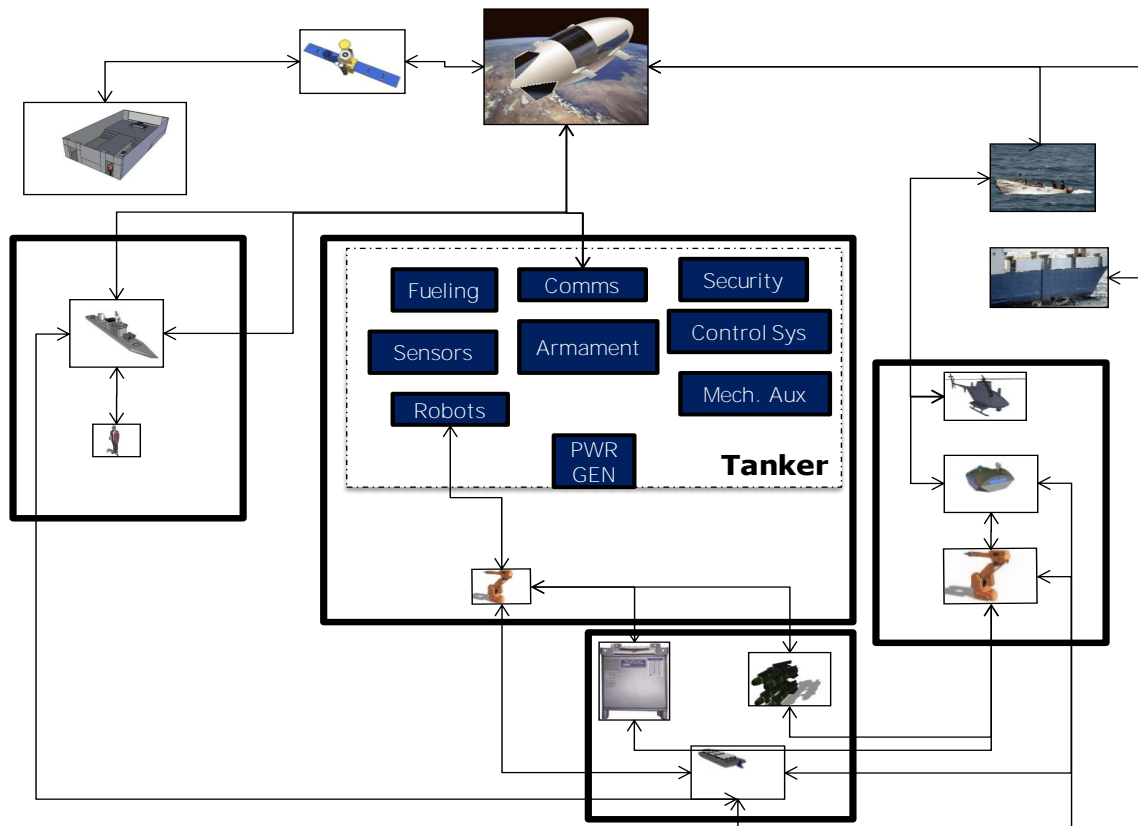 Fueling
Comms
Security
Sensors
Armament
Control Sys
Robots
Mech. Aux
PWR
GEN
Tanker